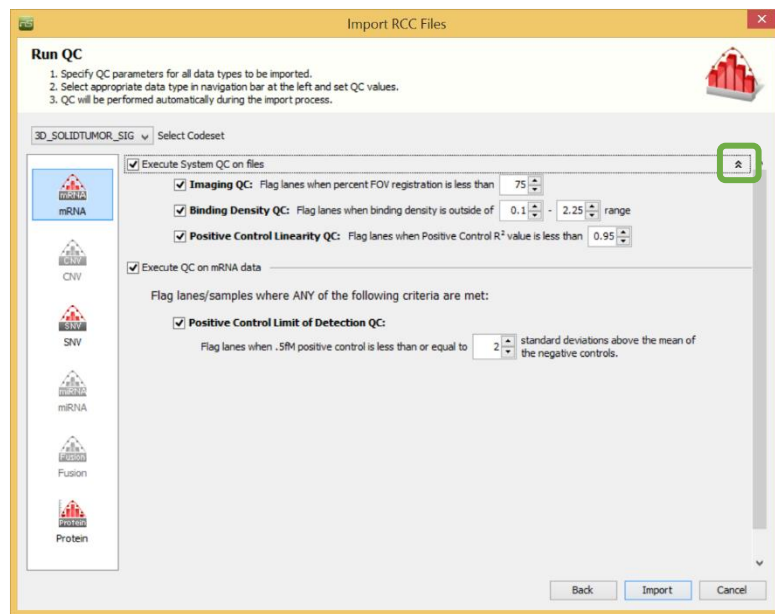 Import RCC Files
Run QC
1. Specify QC parameters for all data types to be imported.
2. Select appropriate data type in navigation bar at the left and set QC values.
3. QC will be performed automatically during the import process.
3D_SOLIDTUMOR_SIG Select Codeset
Execute System QC on files
Imaging QC: Flag lanes when percent FOV registration is less than 75
Binding Density QC: Flag lanes when binding density is outside of 0.1 - 2.25 range
Positive Control Linearity QC: Flag lanes when Positive Control R² value is less than 0.95
Execute QC on mRNA data
Flag lanes/samples where ANY of the following criteria are met:
Positive Control Limit of Detection QC:
Flag lanes when .5fM positive control is less than or equal to 2 standard deviations above the mean of
the negative controls.
mRNA
mRNA
CNV
CNV
SNV
SNV
miRNA
miRNA
Fusion
Fusion
Protein
Protein
Back Import Cancel